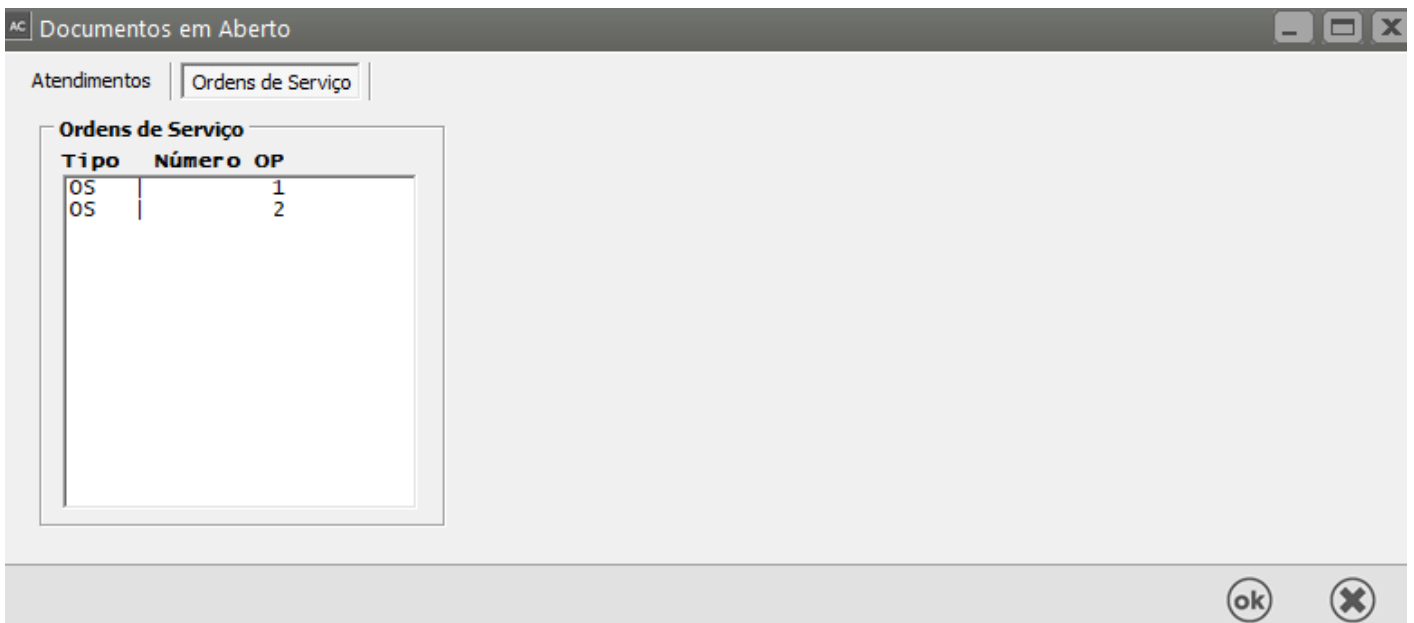 AC Documentos em Aberto
Atendimentos Ordens de Serviço
Ordens de Serviço
Tipo Número OP
OS | 1
OS | 2
ok